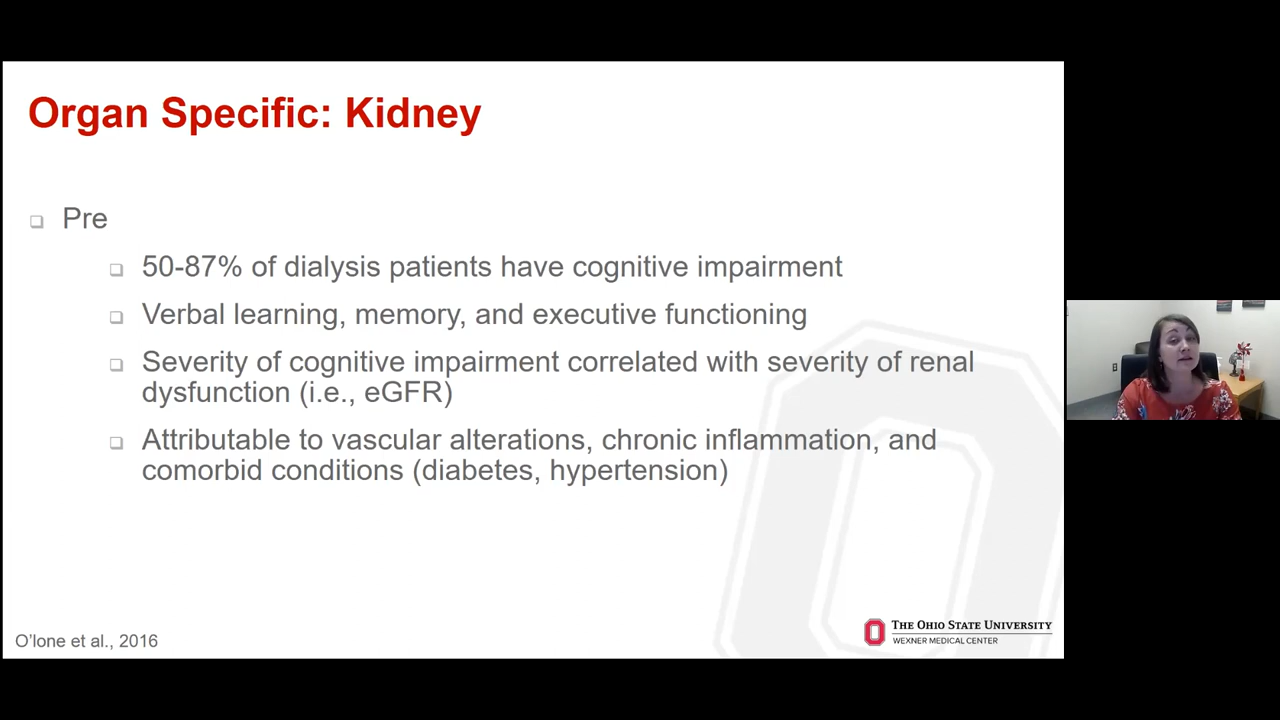 Organ Specific: Kidney
Pre
50-87% of dialysis patients have cognitive impairment
Verbal learning, memory, and executive functioning
Severity of cognitive impairment correlated with severity of renal
dysfunction (i.e., eGFR)
Attributable to vascular alterations, chronic inflammation, and
comorbid conditions (diabetes, hypertension)
O'lone et al., 2016
THE OHIO STATE UNIVERSITY
WEXNER MEDICAL CENTER